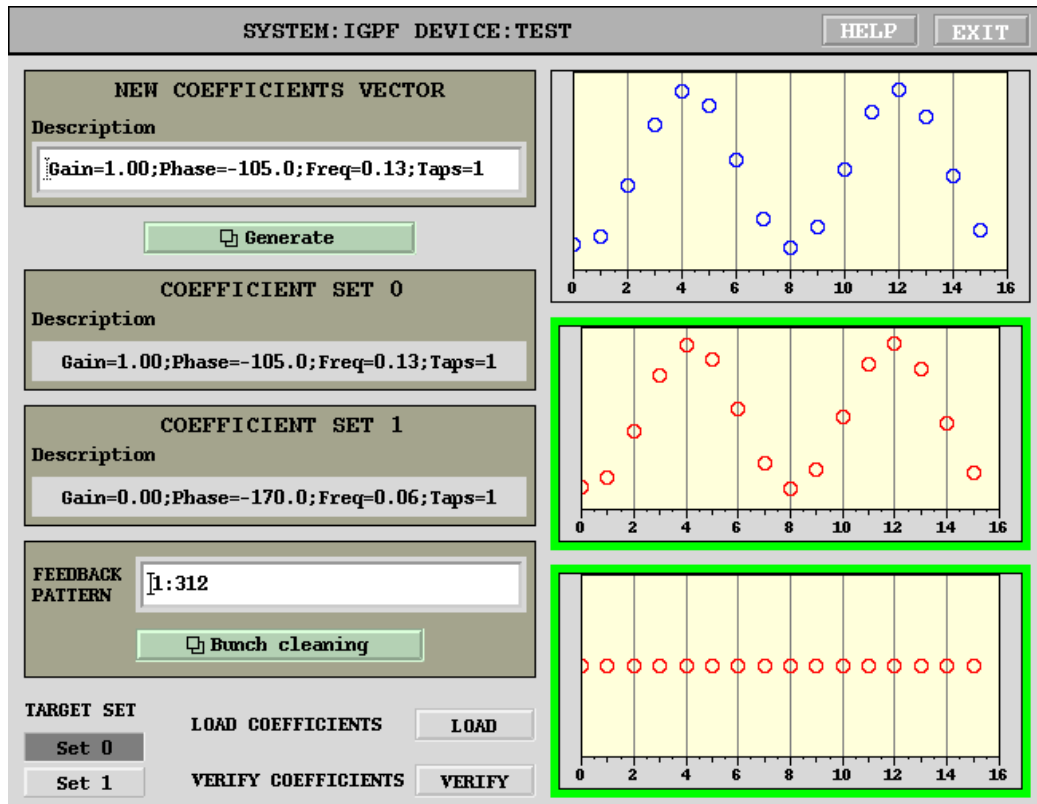 SYSTEM:IGPF DEVICE:TEST
HELP
EXIT
NEW COEFFICIENTS VECTOR
Description
Gain=1.00;Phase=-105.0;Freq=0.13;Taps=1
Generate
0 2 4 6 8 10 12 14 16
COEFFICIENT SET 0
Description
Gain=1.00;Phase=-105.0;Freq=0.13;Taps=1
COEFFICIENT SET 1
Description
Gain=0.00;Phase=-170.0;Freq=0.06;Taps=1
0 2 4 6 8 10 12 14 16
FEEDBACK
PATTERN
1:312
Bunch cleaning
TARGET SET
Set 0
Set 1
LOAD COEFFICIENTS
LOAD
VERIFY COEFFICIENTS
VERIFY
0 2 4 6 8 10 12 14 16